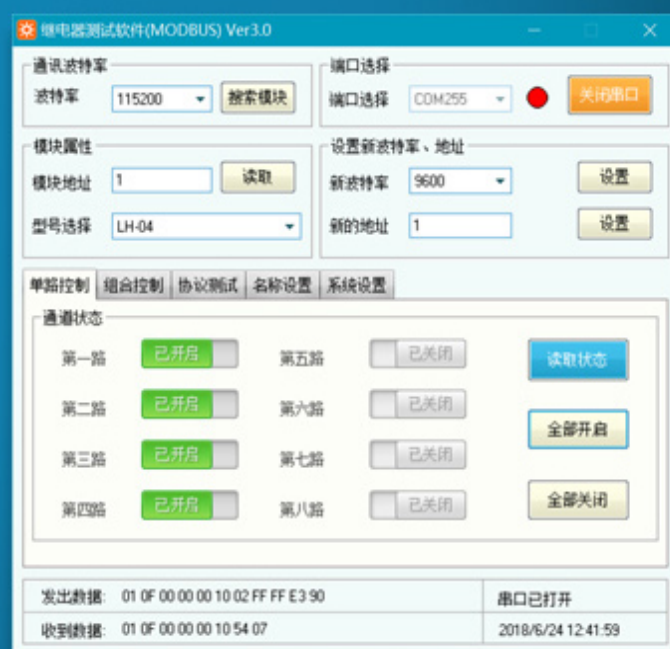 继电器测试软件(MODBUS) Ver3.0
通讯波特率
波特率 115200 搜索模块
端口选择
端口选择 COM255 关闭串口
模块属性
模块地址 1 读取
型号选择 LH-04
设置新波特率、地址
新波特率 9600 设置
新的地址 1 设置
单路控制 组合控制 协议测试 名称设置 系统设置
通道状态
第一路 已开启 第五路 已关闭 读取状态
第二路 已开启 第六路 已关闭 全部开启
第三路 已开启 第七路 已关闭
第四路 已开启 第八路 已关闭 全部关闭
发出数据: 01 0F 00 00 00 10 02 FF FF E3 90 串口已打开
收到数据: 01 0F 00 00 00 10 54 07 2018/6/24 12:41:59